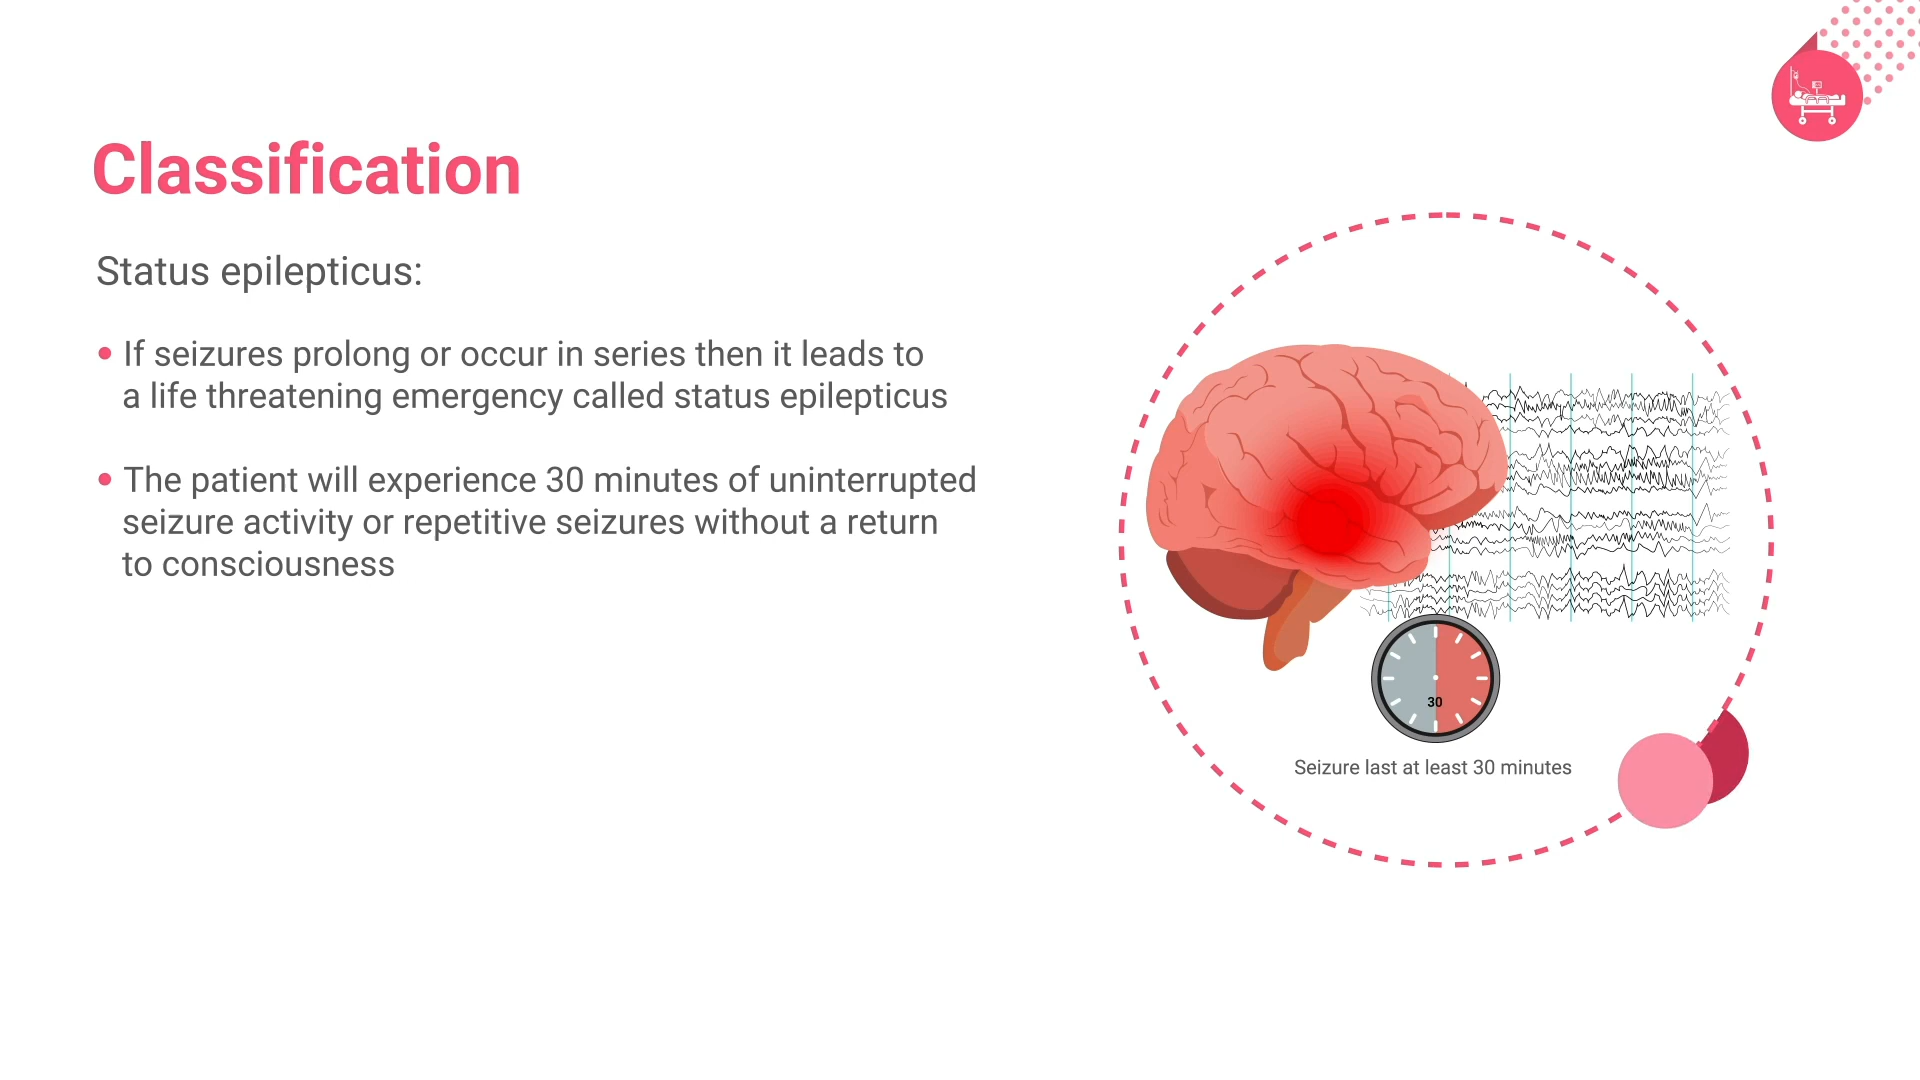 Classification
Status epilepticus:
• If seizures prolong or occur in series then it leads to
a life threatening emergency called status epilepticus
• The patient will experience 30 minutes of uninterrupted
seizure activity or repetitive seizures without a return
to consciousness
30
Seizure last at least 30 minutes